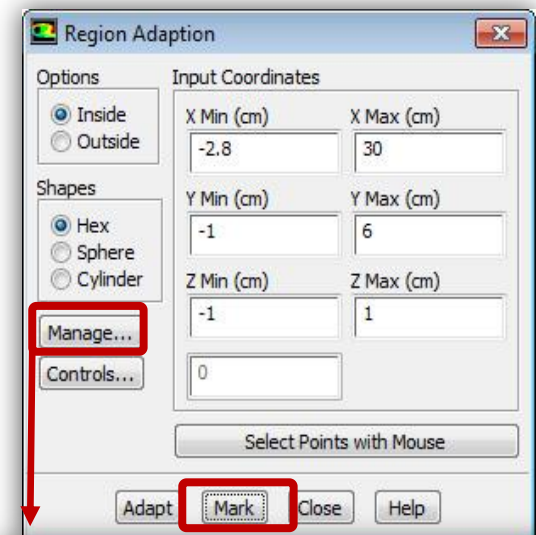 Region Adaption
Options
Inside
Outside
Shapes
Hex
Sphere
Cylinder
Manage...
Controls...
Input Coordinates
X Min (cm) X Max (cm)
-2.8 30
Y Min (cm) Y Max (cm)
-1 6
Z Min (cm) Z Max (cm)
-1 1
0
Select Points with Mouse
Adapt Mark Close Help